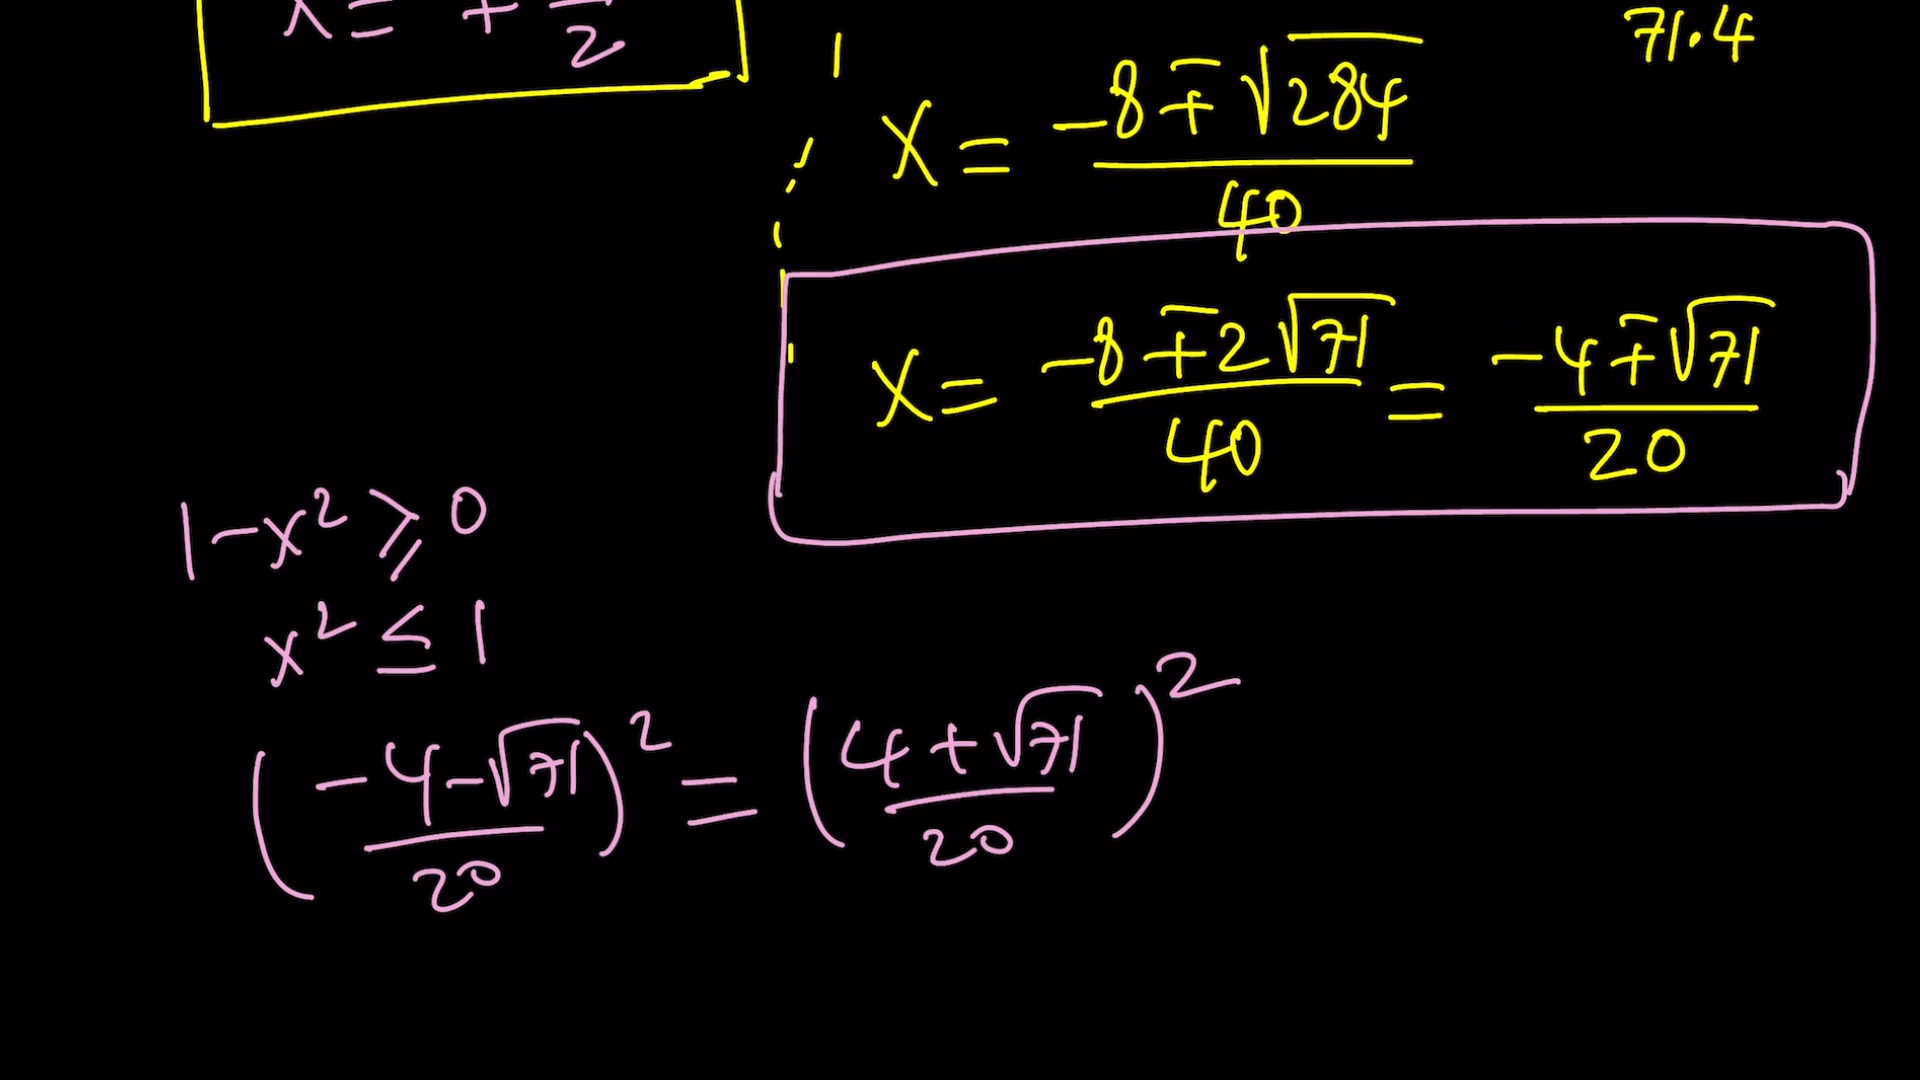 x = ∓ 2
71·4
x = -8 ∓ √284 / 40
x = -8 ∓ 2√71 / 40 = -4 ∓ √71 / 20
1 - x² ≥ 0
x² ≤ 1
(-4 - √71 / 20)² = (4 + √71 / 20)²